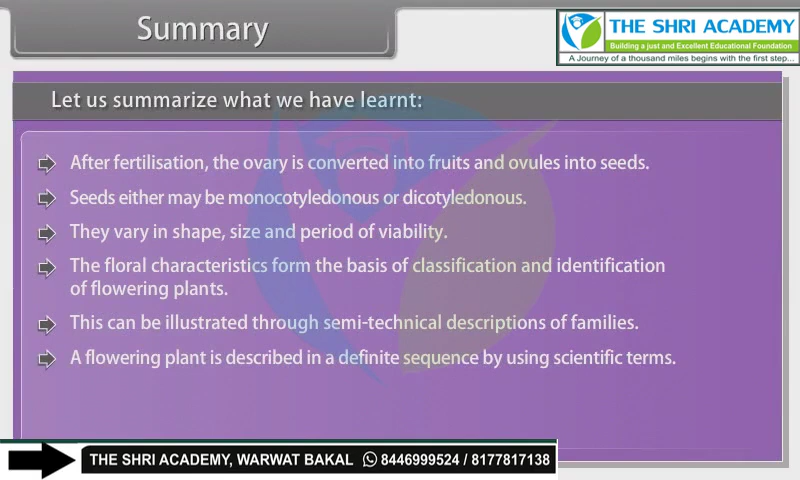 Summary
THE SHRI ACADEMY
Building a just and Excellent Educational Foundation
A Journey of a thousand miles begins with the first step...
Let us summarize what we have learnt:
After fertilisation, the ovary is converted into fruits and ovules into seeds.
Seeds either may be monocotyledonous or dicotyledonous.
They vary in shape, size and period of viability.
The floral characteristics form the basis of classification and identification
of flowering plants.
This can be illustrated through semi-technical descriptions of families.
A flowering plant is described in a definite sequence by using scientific terms.
THE SHRI ACADEMY, WARWAT BAKAL 8446999524 / 8177817138